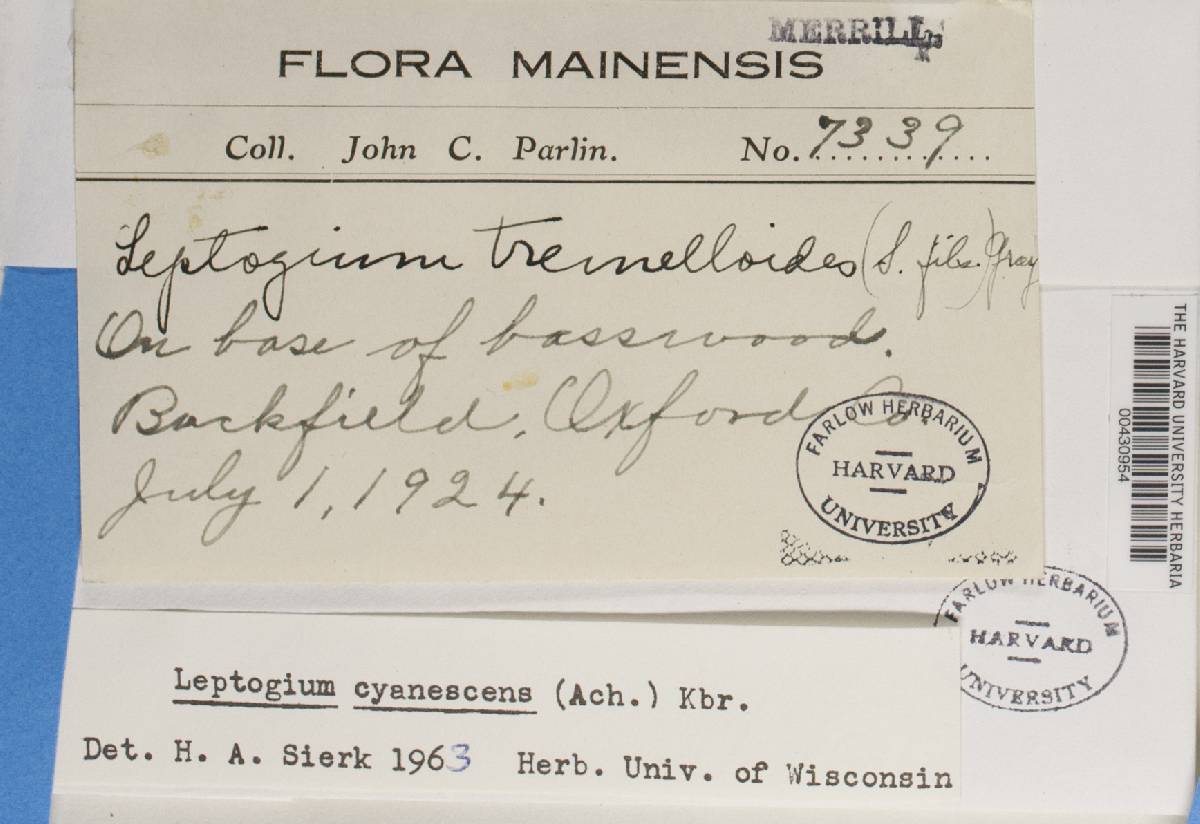 MERRILL
FLORA MAINENSIS
Coll. John C. Parlin. No. 7339
Leptogium tremelloides (L. fils.) Gray
On base of basswood.
Buckfield, Oxford Co.
July 1, 1924.
FARLOW HERBARIUM
HARVARD
UNIVERSITY
THE HARVARD UNIVERSITY HERBARIA
00430954
FARLOW HERBARIUM
HARVARD
UNIVERSITY
Leptogium cyanescens (Ach.) Kbr.
Det. H. A. Sierk 1963 Herb. Univ. of Wisconsin